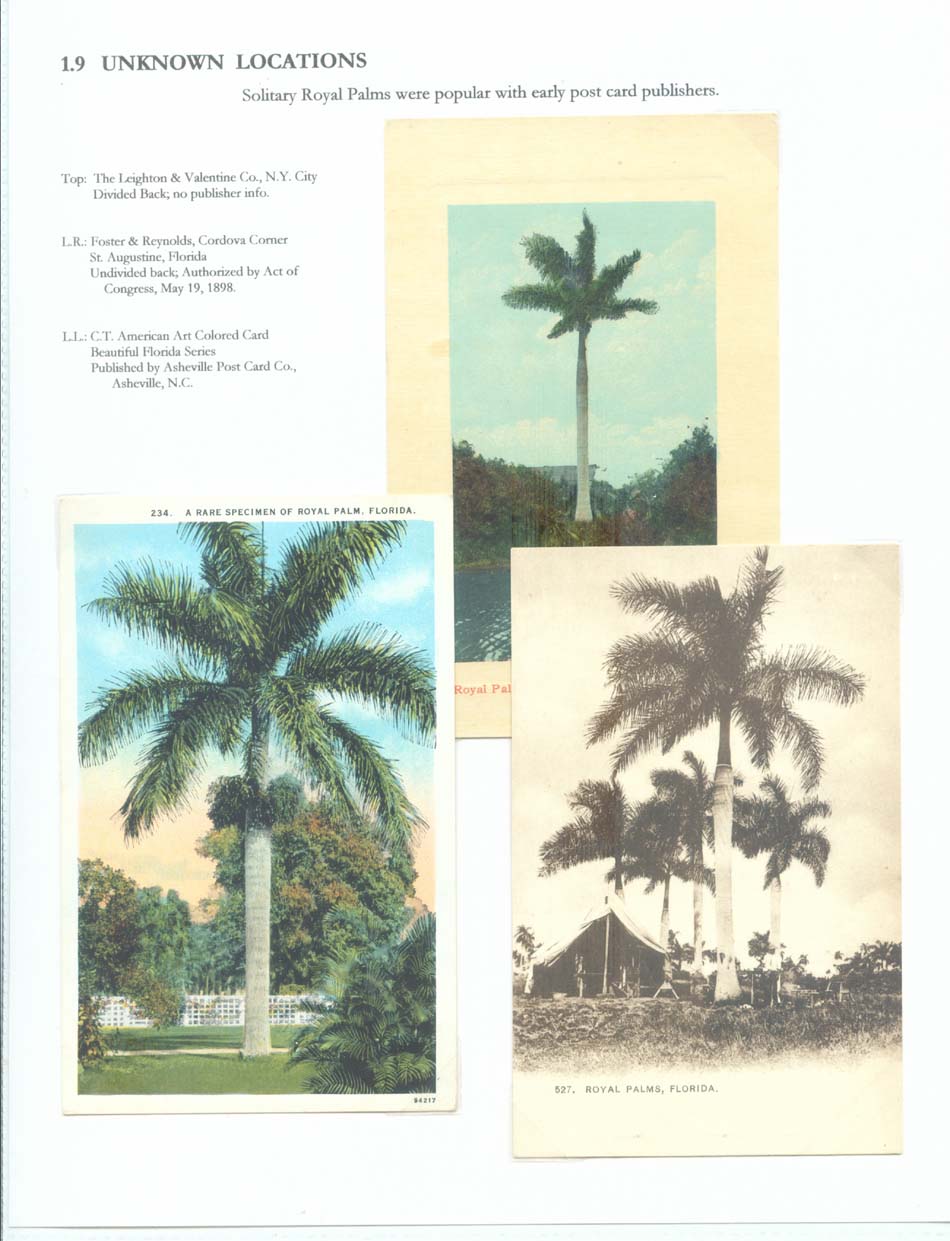 1.9 UNKNOWN LOCATIONS
Solitary Royal Palms were popular with early post card publishers.
Top: The Leighton & Valentine Co., N.Y. City
Divided Back; no publisher info.
L.R.: Foster & Reynolds, Cordova Corner
St. Augustine, Florida
Undivided back; Authorized by Act of
Congress, May 19, 1898.
L.L.: C.T. American Art Colored Card
Beautiful Florida Series
Published by Asheville Post Card Co.,
Asheville, N.C.
234. A RARE SPECIMEN OF ROYAL PALM, FLORIDA.
Royal Pal
94217
527. ROYAL PALMS, FLORIDA.